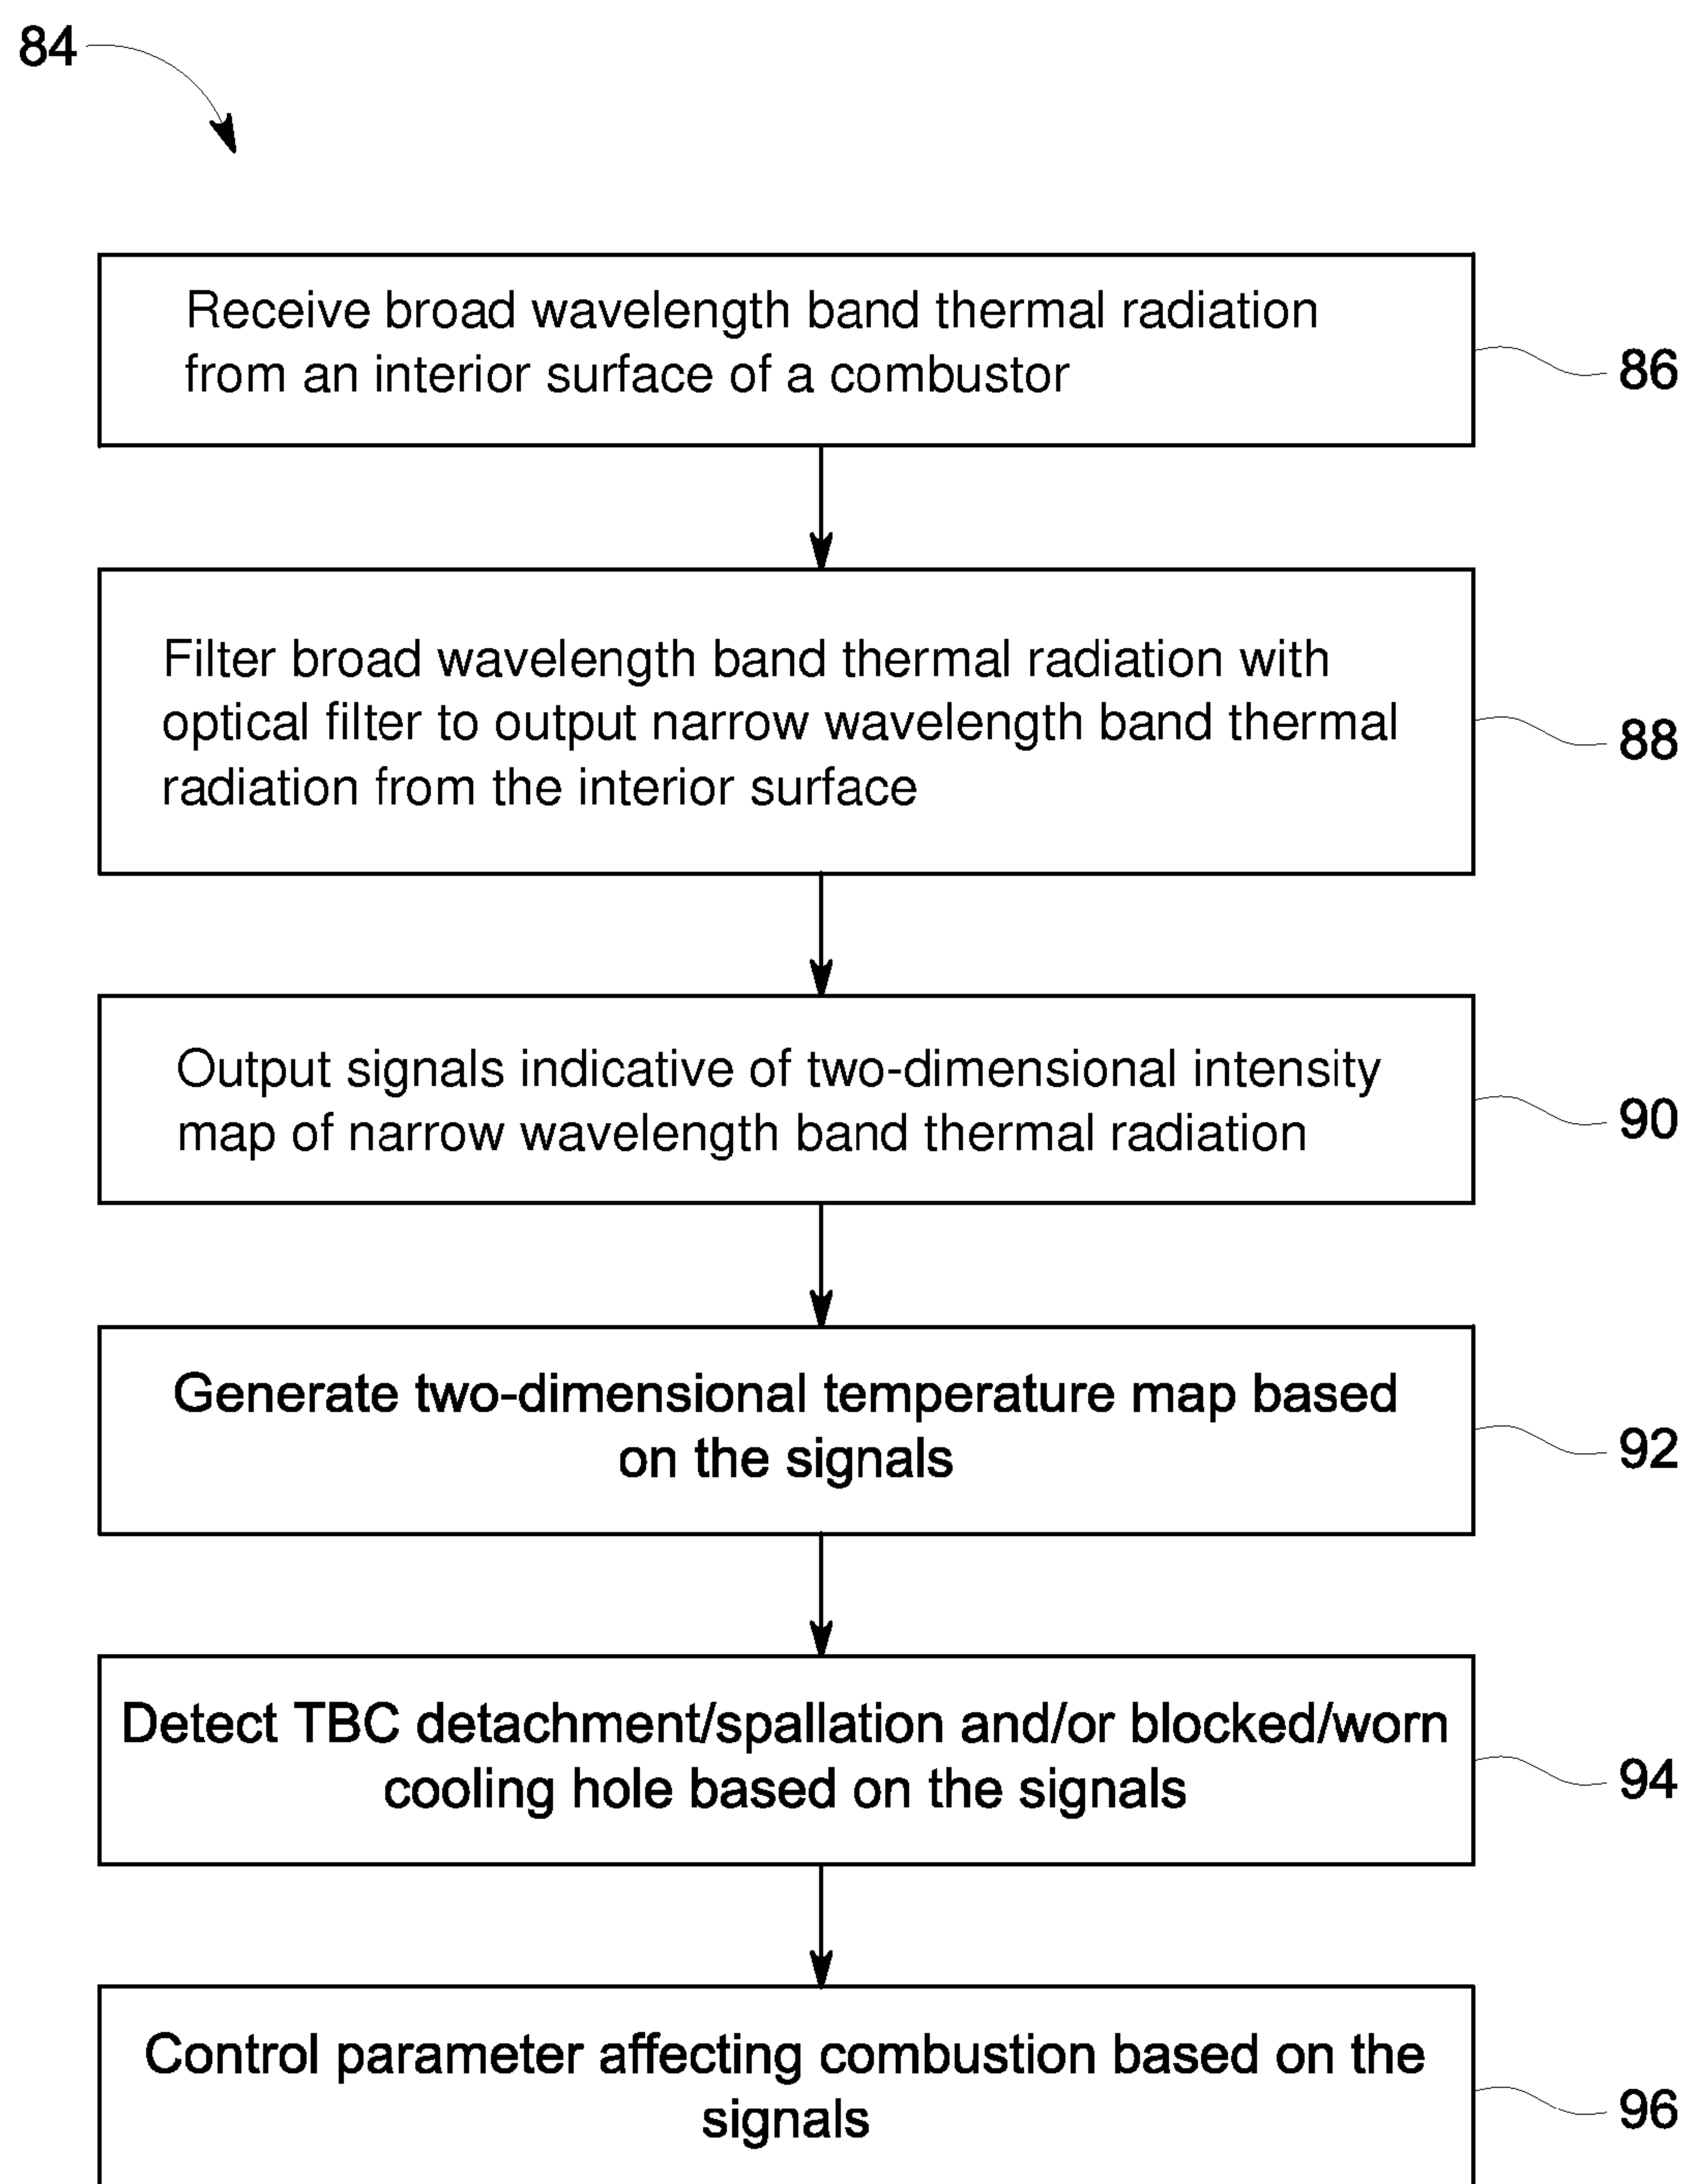 84
Receive broad wavelength band thermal radiation
from an interior surface of a combustor
86
Filter broad wavelength band thermal radiation with
optical filter to output narrow wavelength band thermal
radiation from the interior surface
88
Output signals indicative of two-dimensional intensity
map of narrow wavelength band thermal radiation
90
Generate two-dimensional temperature map based
on the signals
92
Detect TBC detachment/spallation and/or blocked/worn
cooling hole based on the signals
94
Control parameter affecting combustion based on the
signals
96